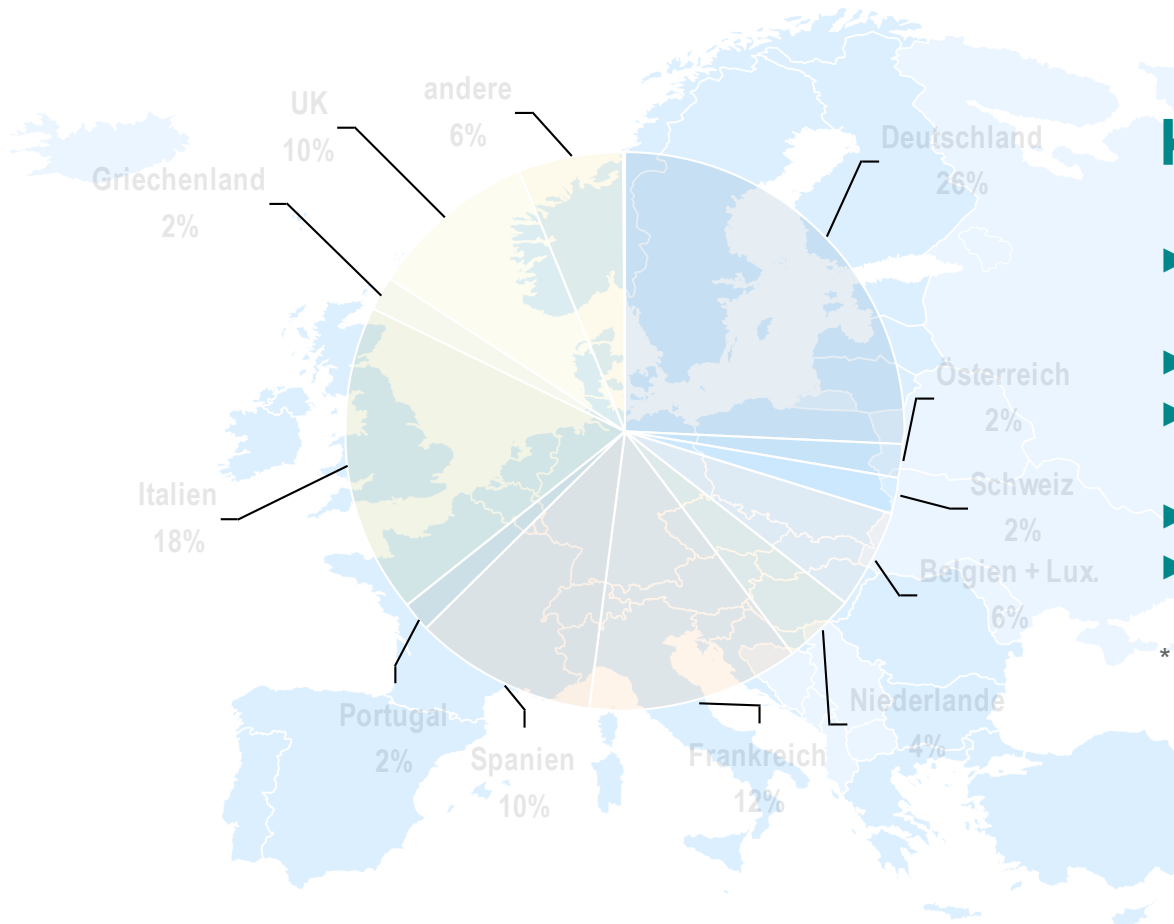 andere
6%
UK
10%
Deutschland
26%
Griechenland
2%
Österreich
2%
Schweiz
2%
Italien
18%
Belgien + Lux.
6%
Niederlande
4%
Portugal
2%
Spanien
10%
Frankreich
12%
*